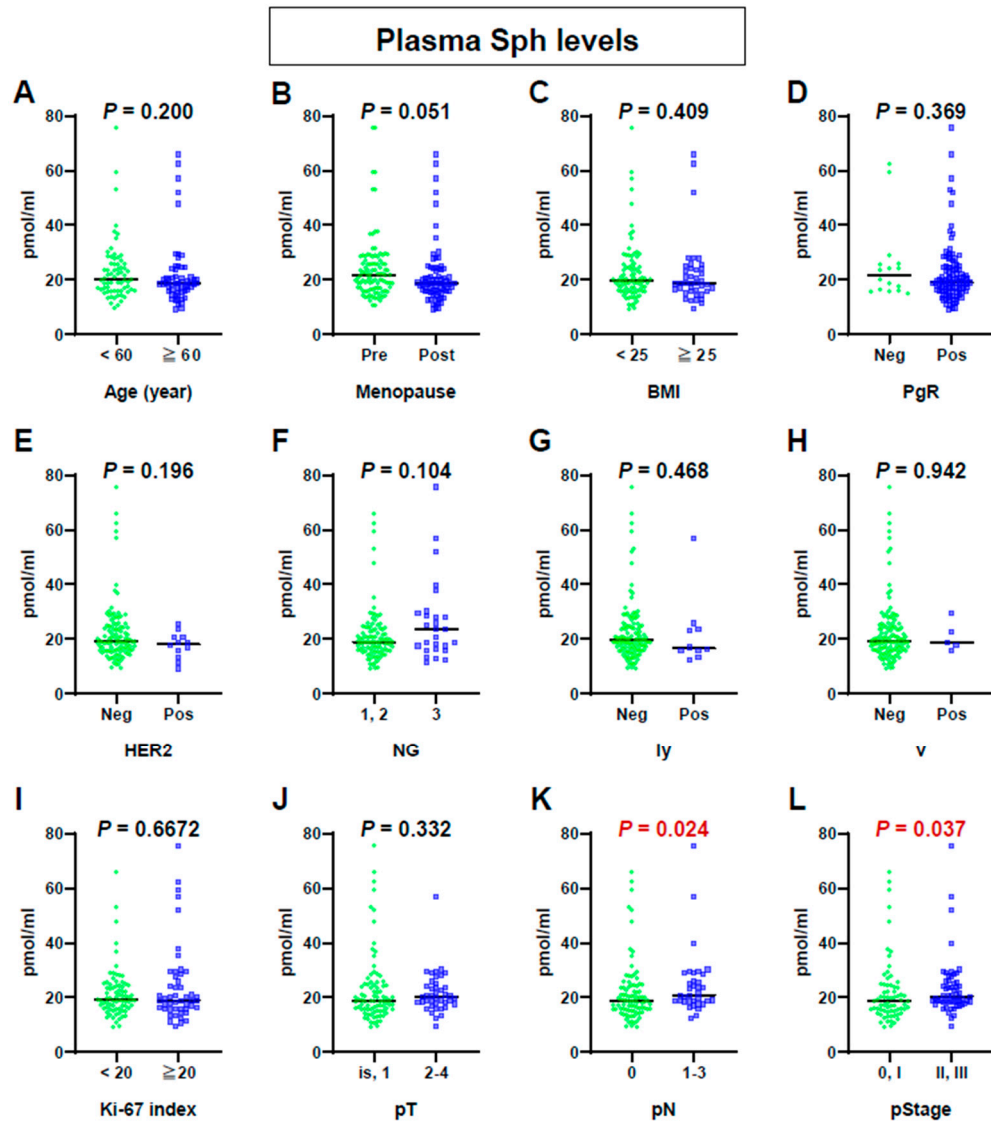 Plasma Sph levels
A B C D
P = 0.200 P = 0.051 P = 0.409 P = 0.369
80 80 80 80
60 60 60 60
40 40 40 40
20 20 20 20
0 0 0 0
pmol/ml pmol/ml pmol/ml pmol/ml
< 60 ≧ 60 Pre Post < 25 ≧ 25 Neg Pos
Age (year) Menopause BMI PgR
E F G H
P = 0.196 P = 0.104 P = 0.468 P = 0.942
80 80 80 80
60 60 60 60
40 40 40 40
20 20 20 20
0 0 0 0
pmol/ml pmol/ml pmol/ml pmol/ml
Neg Pos 1, 2 3 Neg Pos Neg Pos
HER2 NG ly v
I J K L
P = 0.6672 P = 0.332 P = 0.024 P = 0.037
80 80 80 80
60 60 60 60
40 40 40 40
20 20 20 20
0 0 0 0
pmol/ml pmol/ml pmol/ml pmol/ml
< 20 ≧20 is, 1 2-4 0 1-3 0, I II, III
Ki-67 index pT pN pStage